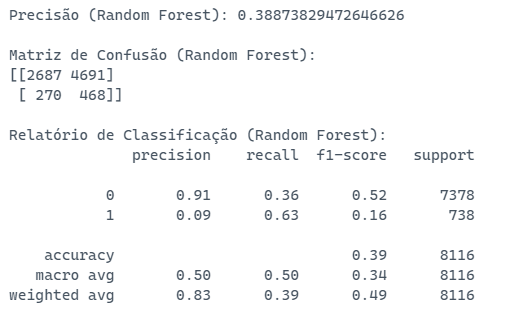 Precisão (Random Forest): 0.38873829472646626
Matriz de Confusão (Random Forest):
[[2687 4691]
 [ 270  468]]
Relatório de Classificação (Random Forest):
              precision    recall  f1-score   support
           0       0.91      0.36      0.52      7378
           1       0.09      0.63      0.16       738
    accuracy                           0.39      8116
   macro avg       0.50      0.50      0.34      8116
weighted avg       0.83      0.39      0.49      8116